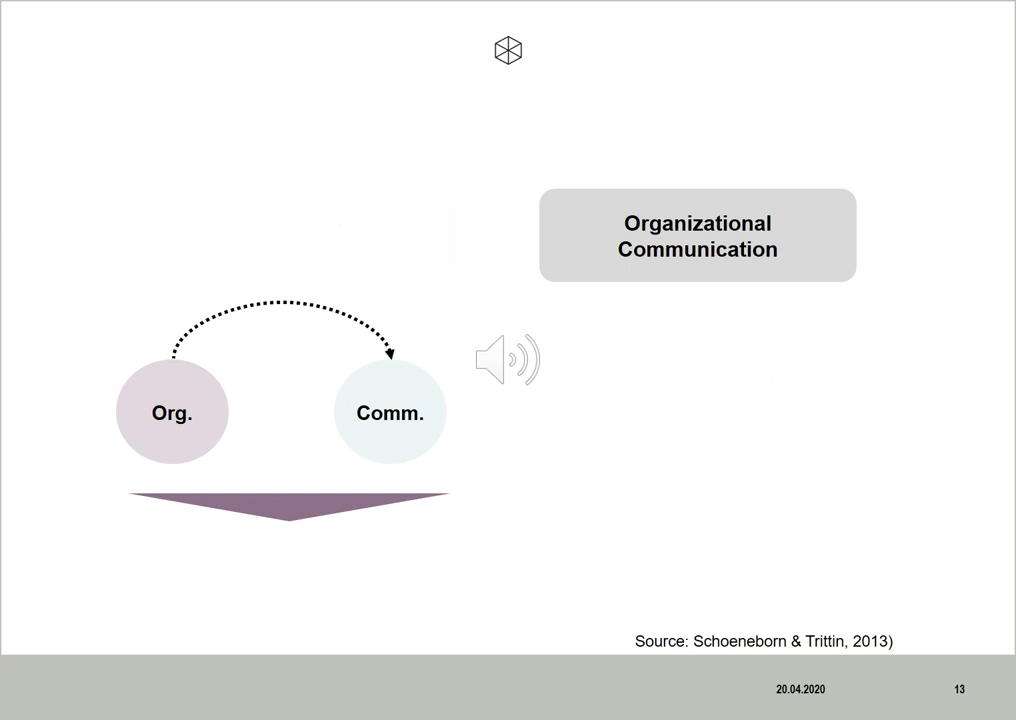 Organizational
Communication
Org.
Comm.
Source: Schoeneborn & Trittin, 2013)
20.04.2020
13